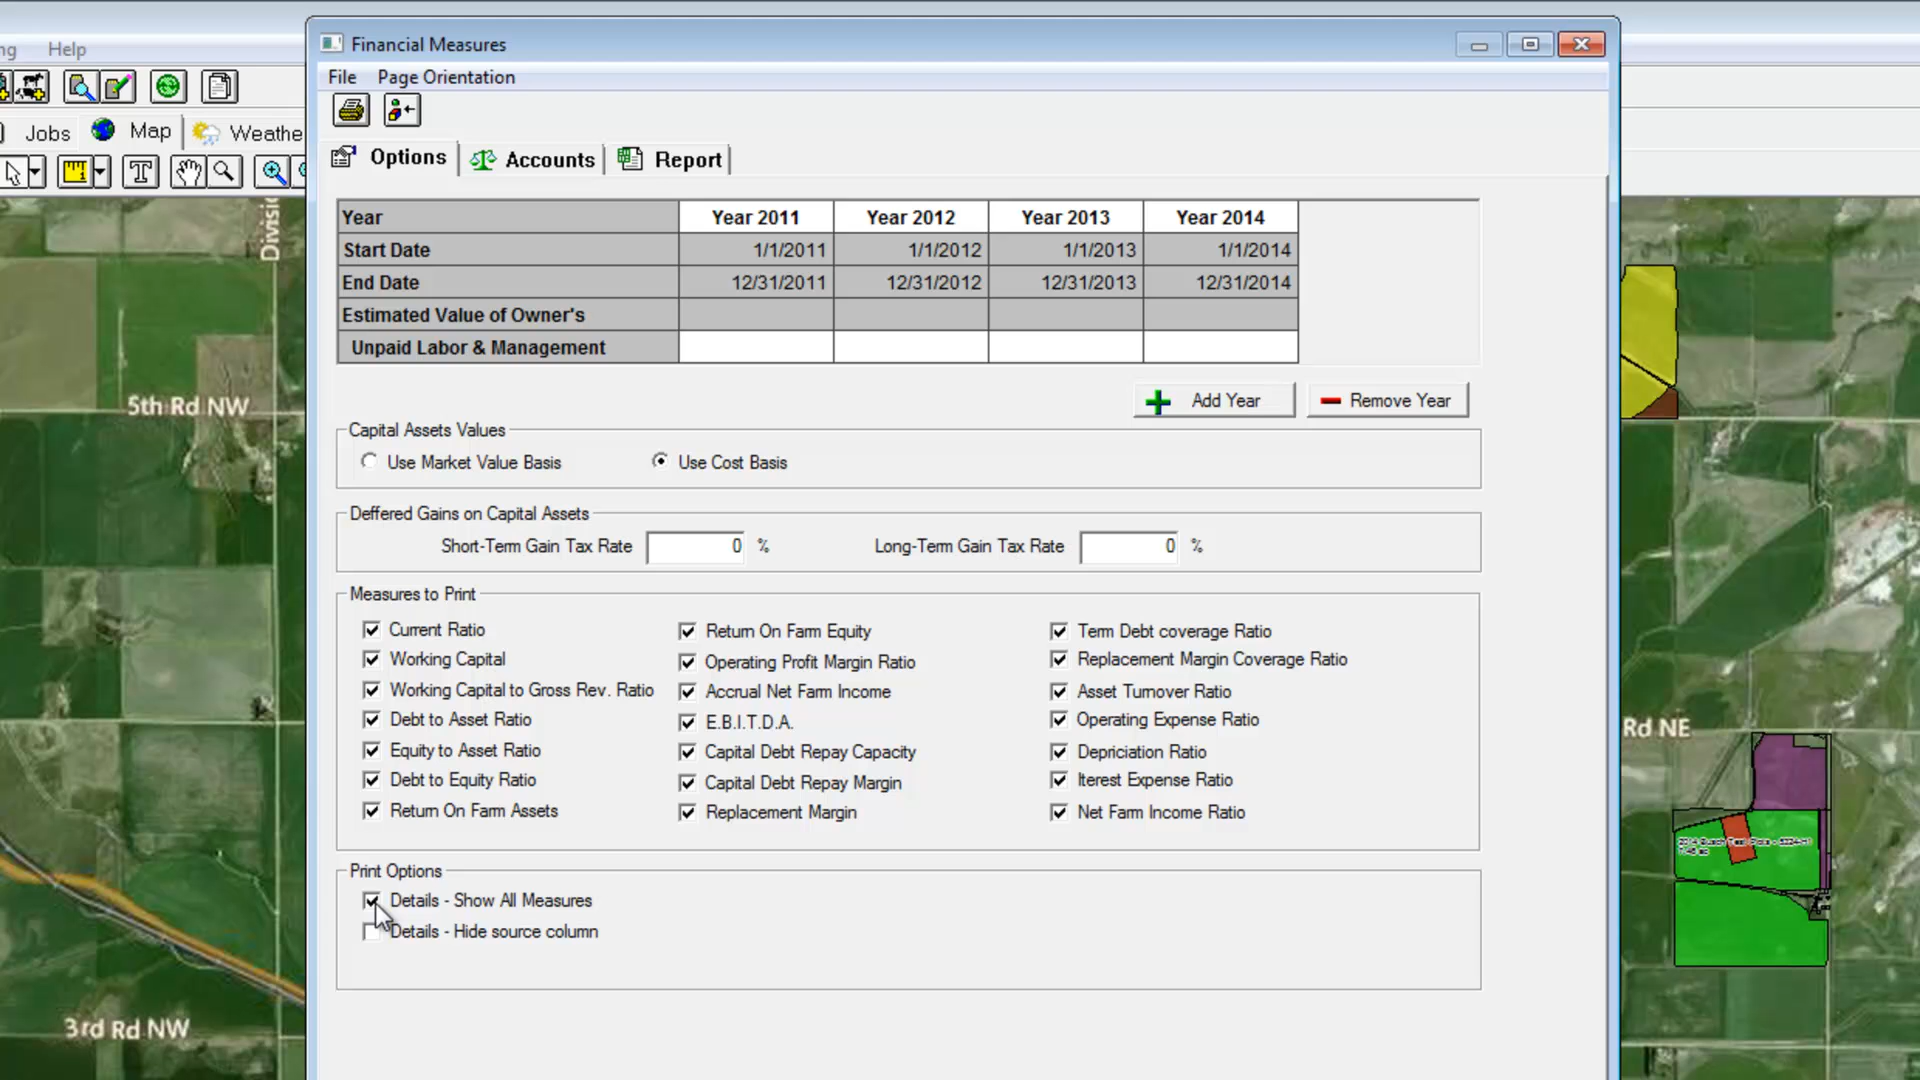 Financial Measures
ng Help
File Page Orientation
Jobs Map Weathe
Options Accounts Report
Year Year 2011 Year 2012 Year 2013 Year 2014
Start Date 1/1/2011 1/1/2012 1/1/2013 1/1/2014
End Date 12/31/2011 12/31/2012 12/31/2013 12/31/2014
Estimated Value of Owner's
Unpaid Labor & Management
Add Year Remove Year
Capital Assets Values
Use Market Value Basis Use Cost Basis
Deffered Gains on Capital Assets
Short-Term Gain Tax Rate 0 % Long-Term Gain Tax Rate 0 %
Measures to Print
Current Ratio Return On Farm Equity Term Debt coverage Ratio
Working Capital Operating Profit Margin Ratio Replacement Margin Coverage Ratio
Working Capital to Gross Rev. Ratio Accrual Net Farm Income Asset Turnover Ratio
Debt to Asset Ratio E.B.I.T.D.A. Operating Expense Ratio
Equity to Asset Ratio Capital Debt Repay Capacity Depriciation Ratio
Debt to Equity Ratio Capital Debt Repay Margin Iterest Expense Ratio
Return On Farm Assets Replacement Margin Net Farm Income Ratio
Print Options
Details - Show All Measures
Details - Hide source column
Divisi
5th Rd NW
3rd Rd NW
Rd NE